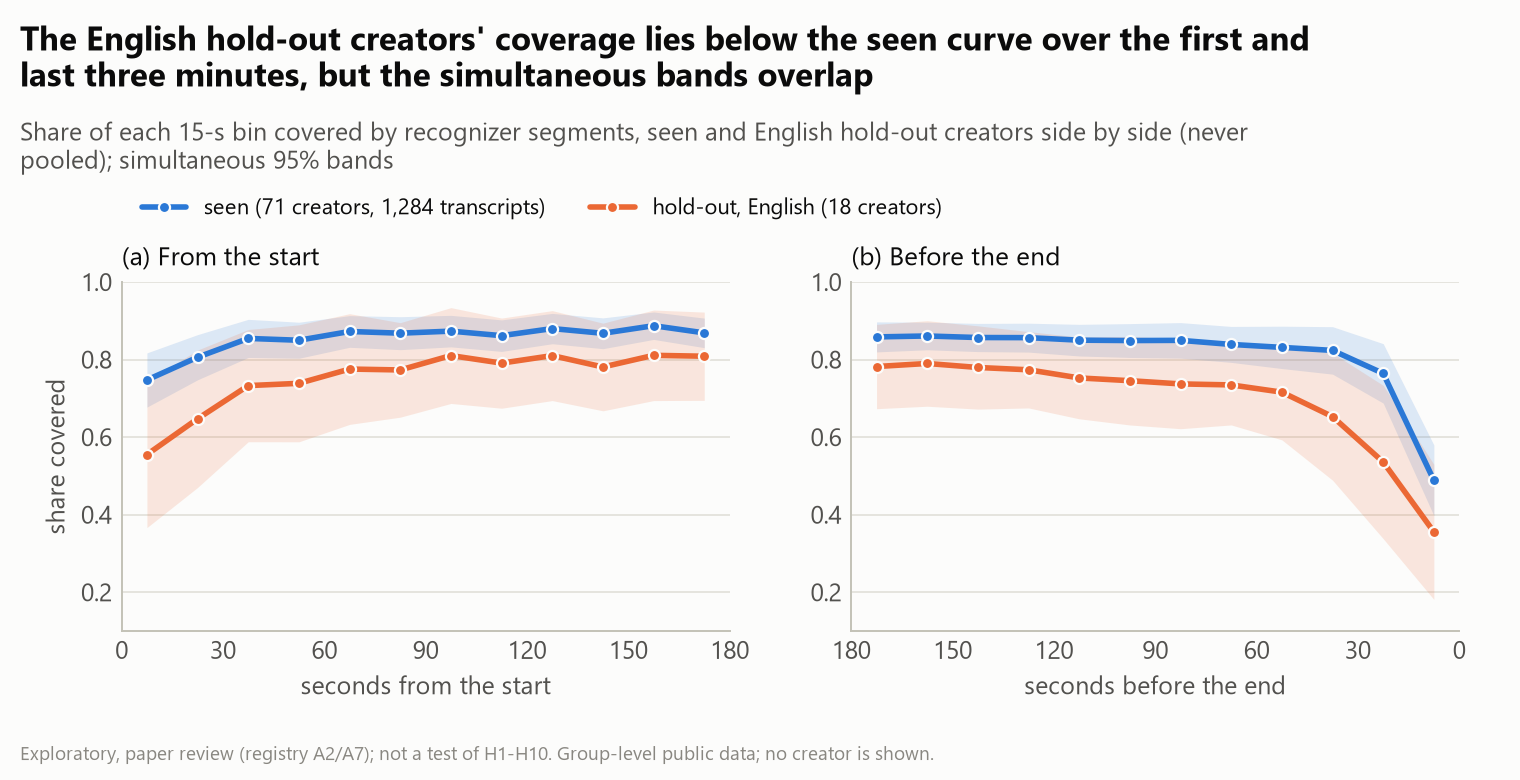 The English hold-out creators' coverage lies below the seen curve over the first and
last three minutes, but the simultaneous bands overlap
Share of each 15-s bin covered by recognizer segments, seen and English hold-out creators side by side (never
pooled); simultaneous 95% bands
seen (71 creators, 1,284 transcripts)
hold-out, English (18 creators)
(a) From the start
1.0
0.8
0.6
0.4
0.2
share covered
0 30 60 90 120 150 180
seconds from the start
(b) Before the end
1.0
0.8
0.6
0.4
0.2
180 150 120 90 60 30 0
seconds before the end
Exploratory, paper review (registry A2/A7); not a test of H1-H10. Group-level public data; no creator is shown.